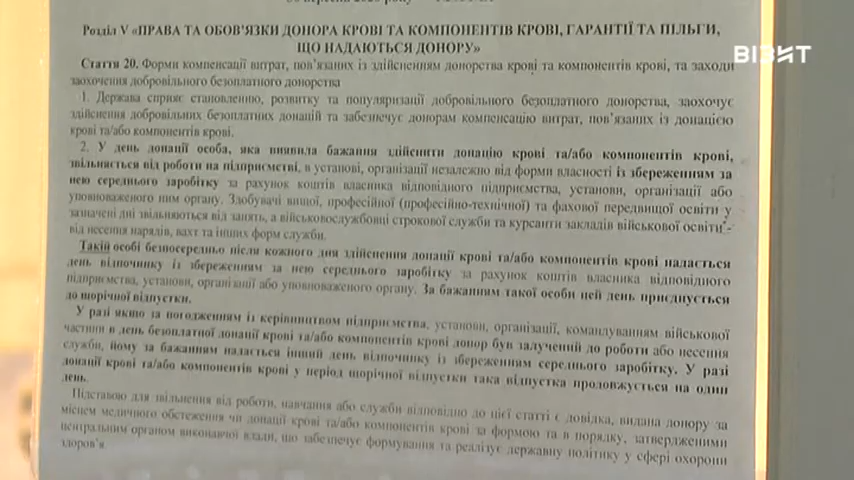 Розділ V «ПРАВА ТА ОБОВ'ЯЗКИ ДОНОРА КРОВІ ТА КОМПОНЕНТІВ КРОВІ, ГАРАНТІЇ ТА ПІЛЬГИ,
ЩО НАДАЮТЬСЯ ДОНОРУ»
ВІЗИТ
Стаття 20. Форми компенсації витрат, пов'язаних із здійсненням донорства крові та компонентів крові, та заходи
заохочення добровільного безоплатного донорства
1. Держава сприяє становленню, розвитку та популяризації добровільного безоплатного донорства, заохочує
здійснення добровільних безоплатних донацій та забезпечує донорам компенсацію витрат, пов'язаних із донацією
крові та/або компонентів крові.
2. У день донації особа, яка виявила бажання здійснити донацію крові та/або компонентів крові,
звільняється від роботи на підприємстві, в установі, організації незалежно від форми власності із збереженням за
нею середнього заробітку за рахунок коштів власника відповідного підприємства, установи, організації або
уповноваженого ним органу. Здобувачі вищої, професійної (професійно-технічної) та фахової передвищої освіти у
зазначені дні звільняються від занять, а військовослужбовці строкової служби та курсанти закладів військової освіти -
від несення нарядів, вахт та інших форм служби.
Такій особі безпосередньо після кожного дня здійснення донації крові та/або компонентів крові надається
день відпочинку із збереженням за нею середнього заробітку за рахунок коштів власника відповідного
підприємства, установи, організації або уповноваженого органу. За бажанням такої особи цей день приєднується
до щорічної відпустки.
У разі якщо за погодженням із керівництвом підприємства, установи, організації, командуванням військової
частини в день безоплатної донації крові та/або компонентів крові донор був залучений до роботи або несення
служби, йому за бажанням надається інший день відпочинку із збереженням середнього заробітку. У разі
донації крові та/або компонентів крові у період щорічної відпустки така відпустка продовжується на один
день.
Підставою для звільнення від роботи, навчання або служби відповідно до цієї статті є довідка, видана донору за
місцем медичного обстеження чи донації крові та/або компонентів крові за формою та в порядку, затвердженими
центральним органом виконавчої влади, що забезпечує формування та реалізує державну політику у сфері охорони
здоров'я